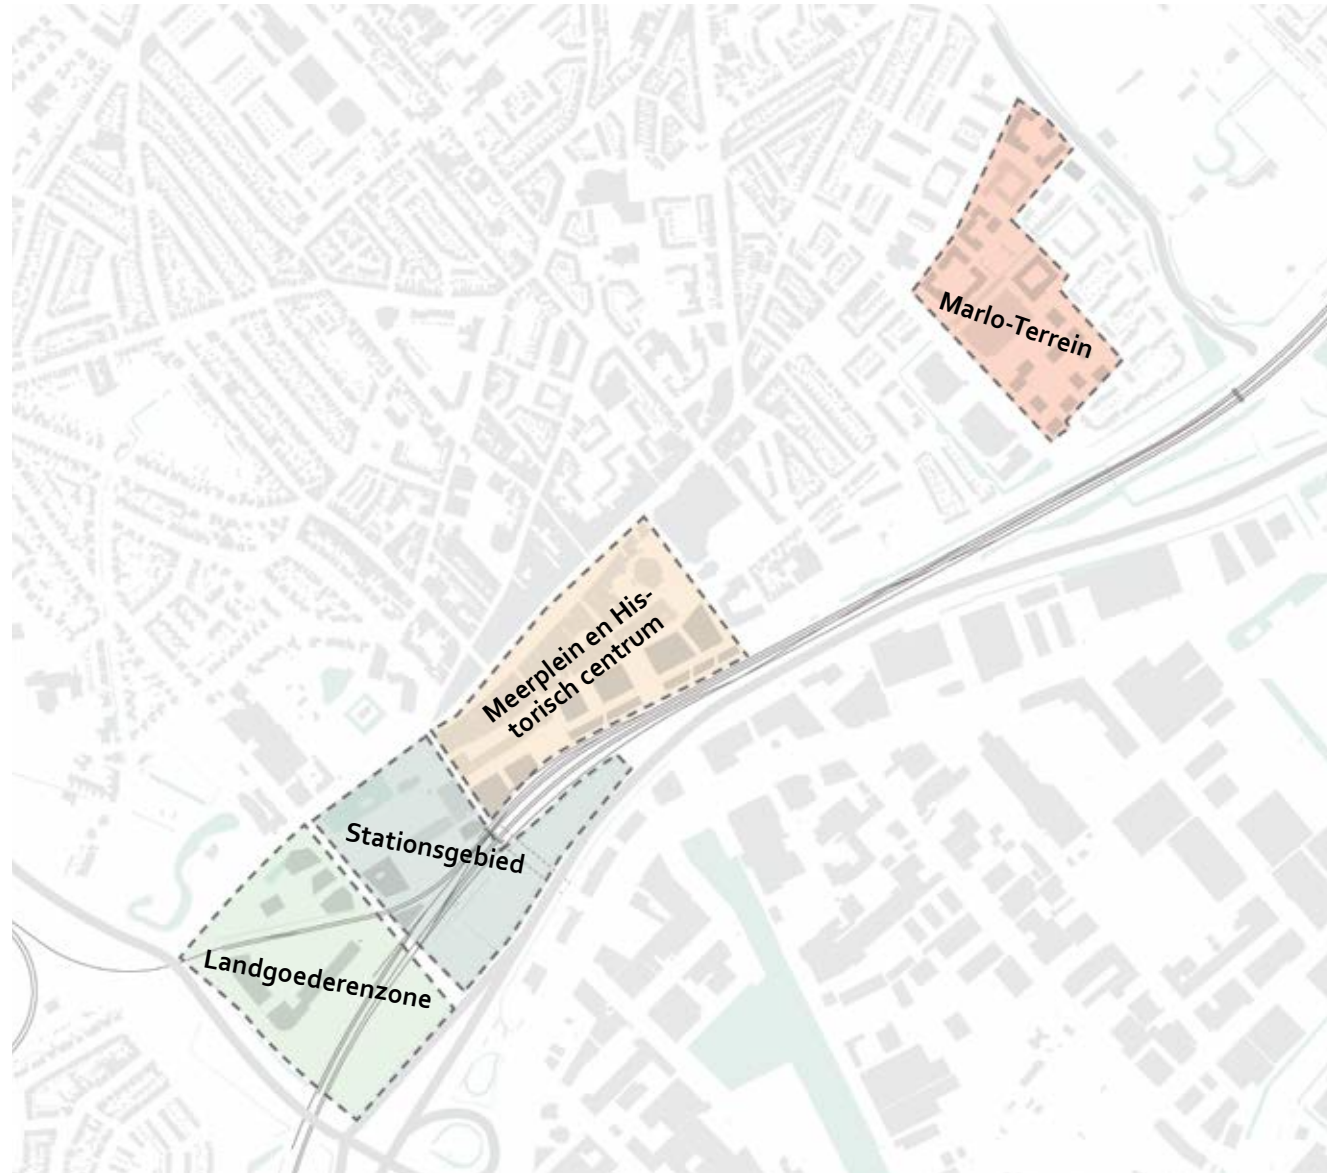 Marlo-Terrein
Meerplein en His-
torisch centrum
Stationsgebied
Landgoederenzone